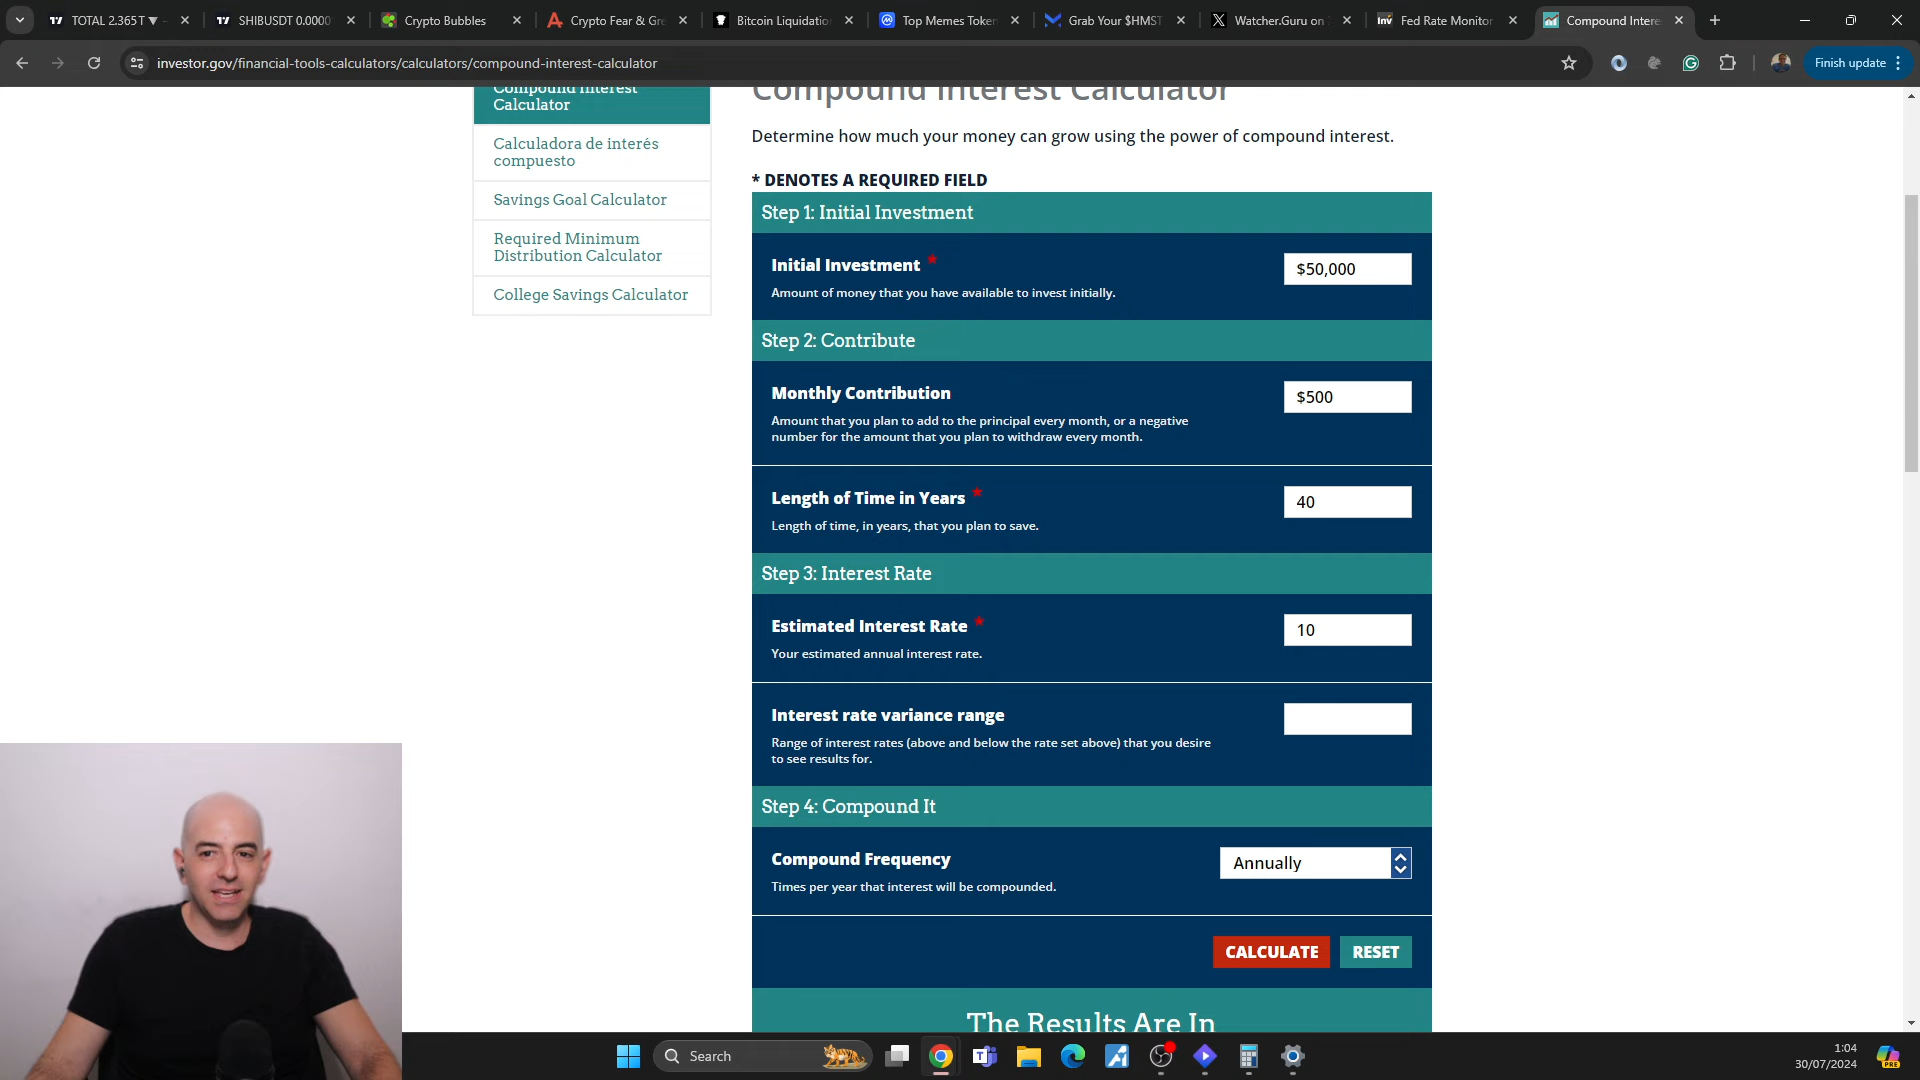 TOTAL 2.365T ▼
SHIBUSDT 0.0000
Crypto Bubbles
Crypto Fear & Gre
Bitcoin Liquidatio
Top Memes Token
Grab Your $HMST
Watcher.Guru on
Fed Rate Monitor
Compound Intere
investor.gov/financial-tools-calculators/calculators/compound-interest-calculator
Finish update
Compound Interest
Calculator
Calculadora de interés
compuesto
Savings Goal Calculator
Required Minimum
Distribution Calculator
College Savings Calculator
Compound Interest Calculator
Determine how much your money can grow using the power of compound interest.
* DENOTES A REQUIRED FIELD
Step 1: Initial Investment
Initial Investment *
$50,000
Amount of money that you have available to invest initially.
Step 2: Contribute
Monthly Contribution
$500
Amount that you plan to add to the principal every month, or a negative
number for the amount that you plan to withdraw every month.
Length of Time in Years *
40
Length of time, in years, that you plan to save.
Step 3: Interest Rate
Estimated Interest Rate *
10
Your estimated annual interest rate.
Interest rate variance range
Range of interest rates (above and below the rate set above) that you desire
to see results for.
Step 4: Compound It
Compound Frequency
Annually
Times per year that interest will be compounded.
CALCULATE
RESET
The Results Are In
Search
1:04
30/07/2024
PRE